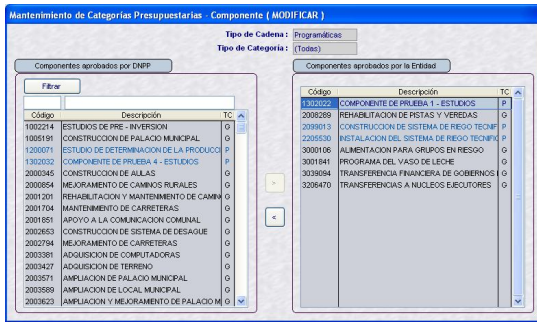 Mantenimiento de Categorías Presupuestarias - Componente ( MODIFICAR )
Tipo de Cadena : Programáticas
Tipo de Categoría : (Todas)
Componentes aprobados por DNPP
Filtrar
Código Descripción TC
1002214 ESTUDIOS DE PRE - INVERSION G
1005191 CONSTRUCCION DE PALACIO MUNICIPAL G
1200071 ESTUDIO DE DETERMINACION DE LA PRODUCCI P
1302032 COMPONENTE DE PRUEBA 4 - ESTUDIOS P
2000345 CONSTRUCCION DE AULAS G
2000854 MEJORAMIENTO DE CAMINOS RURALES G
2001201 REHABILITACION Y MANTENIMIENTO DE CAMIN G
2001704 MANTENIMIENTO DE CARRETERAS G
2001851 APOYO A LA COMUNICACION COMUNAL G
2002653 CONSTRUCCION DE SISTEMA DE DESAGUE G
2002794 MEJORAMIENTO DE CARRETERAS G
2003381 ADQUISICION DE COMPUTADORAS G
2003427 ADQUISICION DE TERRENO G
2003571 AMPLIACION DE PALACIO MUNICIPAL G
2003589 AMPLIACION DE LOCAL MUNICIPAL G
2003623 AMPLIACION Y MEJORAMIENTO DE PALACIO M G
>
<
Componentes aprobados por la Entidad
Código Descripción TC
1302022 COMPONENTE DE PRUEBA 1 - ESTUDIOS P
2008289 REHABILITACION DE PISTAS Y VEREDAS G
2099013 CONSTRUCCION DE SISTEMA DE RIEGO TECNIF P
2205530 INSTALACION DEL SISTEMA DE RIEGO TECNIFIC P
3000106 ALIMENTACION PARA GRUPOS EN RIESGO G
3001841 PROGRAMA DEL VASO DE LECHE G
3039094 TRANSFERENCIA FINANCIERA DE GOBIERNOS G
3206470 TRANSFERENCIAS A NUCLEOS EJECUTORES G